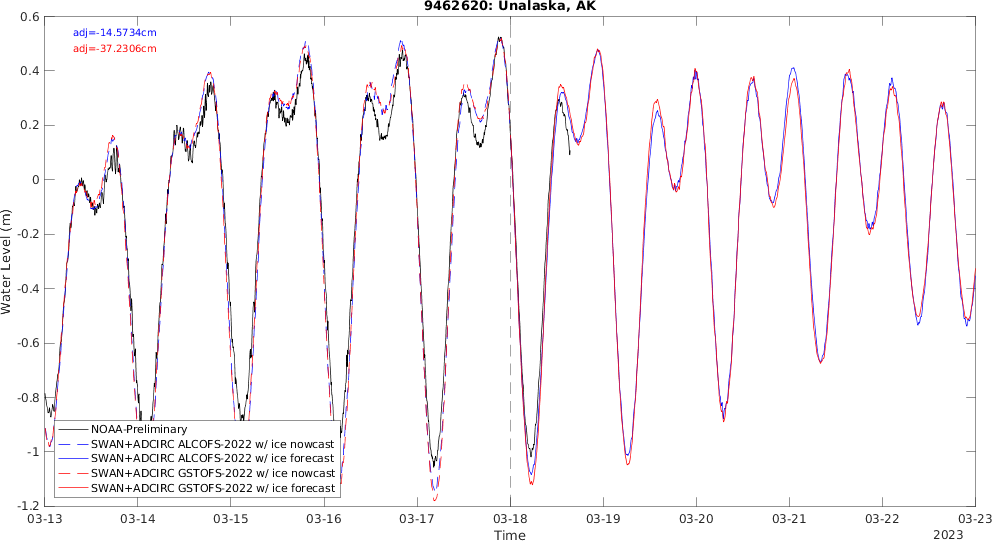 9462620: Unalaska, AK
adj=-14.5734cm
adj=-37.2306cm
0.6
0.4
0.2
0
-0.2
-0.4
-0.6
-0.8
-1
-1.2
Water Level (m)
NOAA-Preliminary
SWAN+ADCIRC ALCOFS-2022 w/ ice nowcast
SWAN+ADCIRC ALCOFS-2022 w/ ice forecast
SWAN+ADCIRC GSTOFS-2022 w/ ice nowcast
SWAN+ADCIRC GSTOFS-2022 w/ ice forecast
03-13 03-14 03-15 03-16 03-17 03-18 03-19 03-20 03-21 03-22 03-23
Time
2023